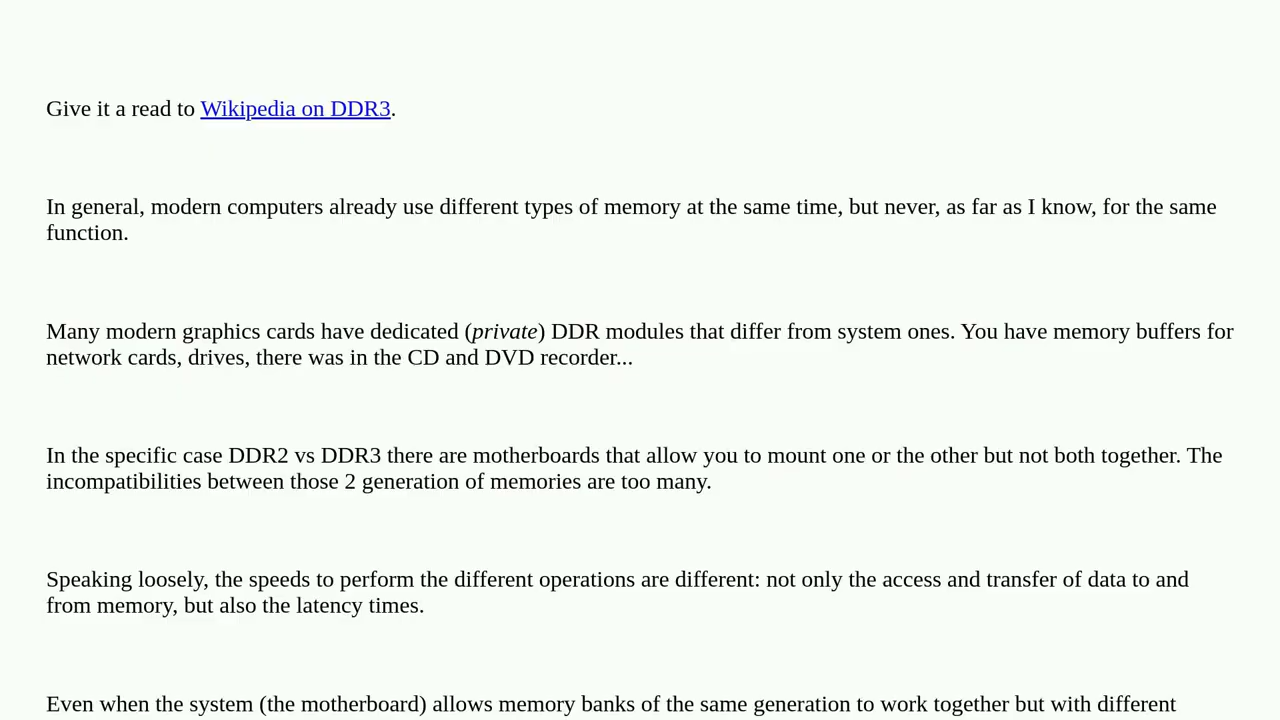 Give it a read to Wikipedia on DDR3.
In general, modern computers already use different types of memory at the same time, but never, as far as I know, for the same
function.
Many modern graphics cards have dedicated (private) DDR modules that differ from system ones. You have memory buffers for
network cards, drives, there was in the CD and DVD recorder...
In the specific case DDR2 vs DDR3 there are motherboards that allow you to mount one or the other but not both together. The
incompatibilities between those 2 generation of memories are too many.
Speaking loosely, the speeds to perform the different operations are different: not only the access and transfer of data to and
from memory, but also the latency times.
Even when the system (the motherboard) allows memory banks of the same generation to work together but with different